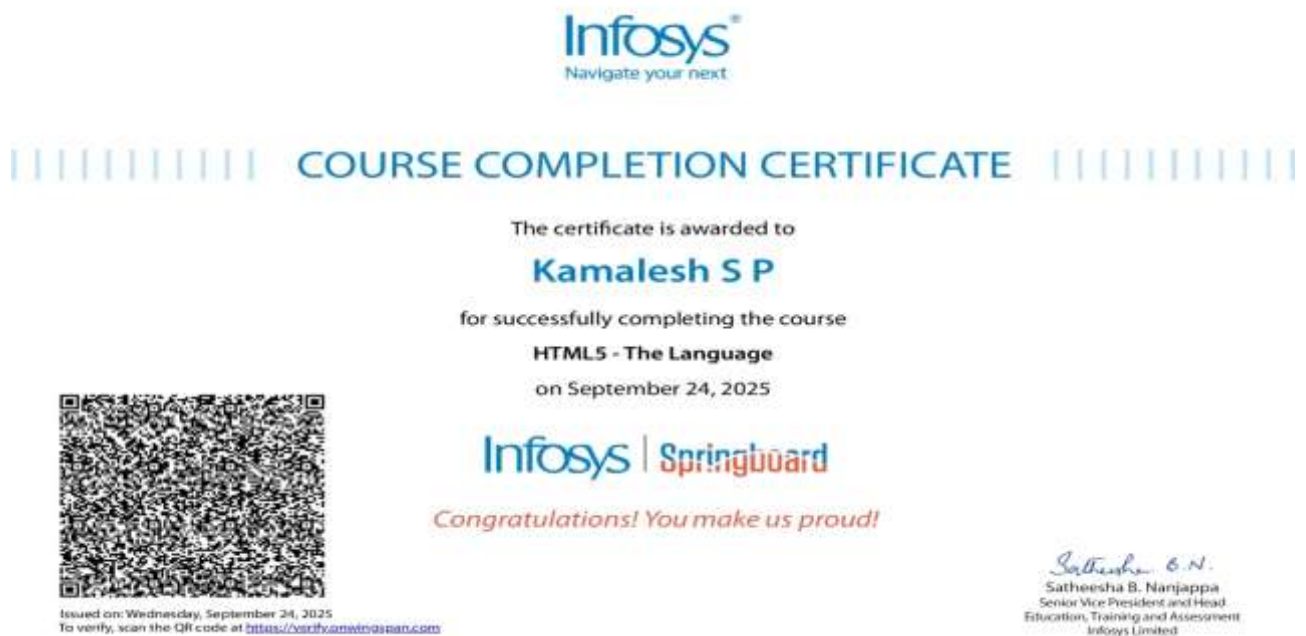 Infosys®
Navigate your next
COURSE COMPLETION CERTIFICATE
The certificate is awarded to
Kamalesh S P
for successfully completing the course
HTML5 - The Language
on September 24, 2025
Infosys | Springboard
Congratulations! You make us proud!
Issued on: Wednesday, September 24, 2025
To verify, scan the QR code at https://verify.onwingspan.com
Satheesha B.N.
Satheesha B. Nanjappa
Senior Vice President and Head
Education, Training and Assessment
Infosys Limited